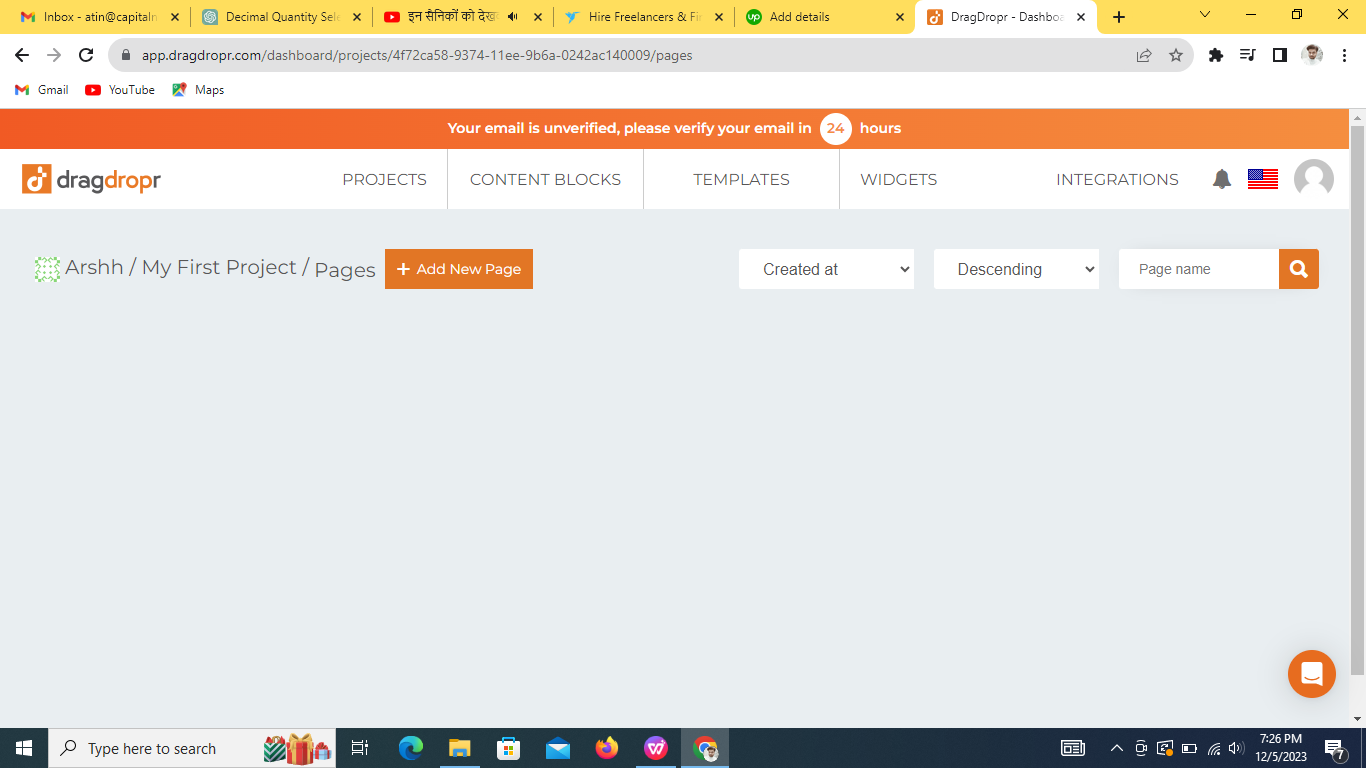 Inbox - atin@capitaln
Decimal Quantity Sele
इन सैनिकों को देख
Hire Freelancers & Fi
Add details
DragDropr - Dashboa
app.dragdropr.com/dashboard/projects/4f72ca58-9374-11ee-9b6a-0242ac140009/pages
Gmail
YouTube
Maps
Your email is unverified, please verify your email in 24 hours
dragdropr
PROJECTS
CONTENT BLOCKS
TEMPLATES
WIDGETS
INTEGRATIONS
Arshh / My First Project / Pages
+ Add New Page
Created at
Descending
Page name
Type here to search
7:26 PM
12/5/2023
7